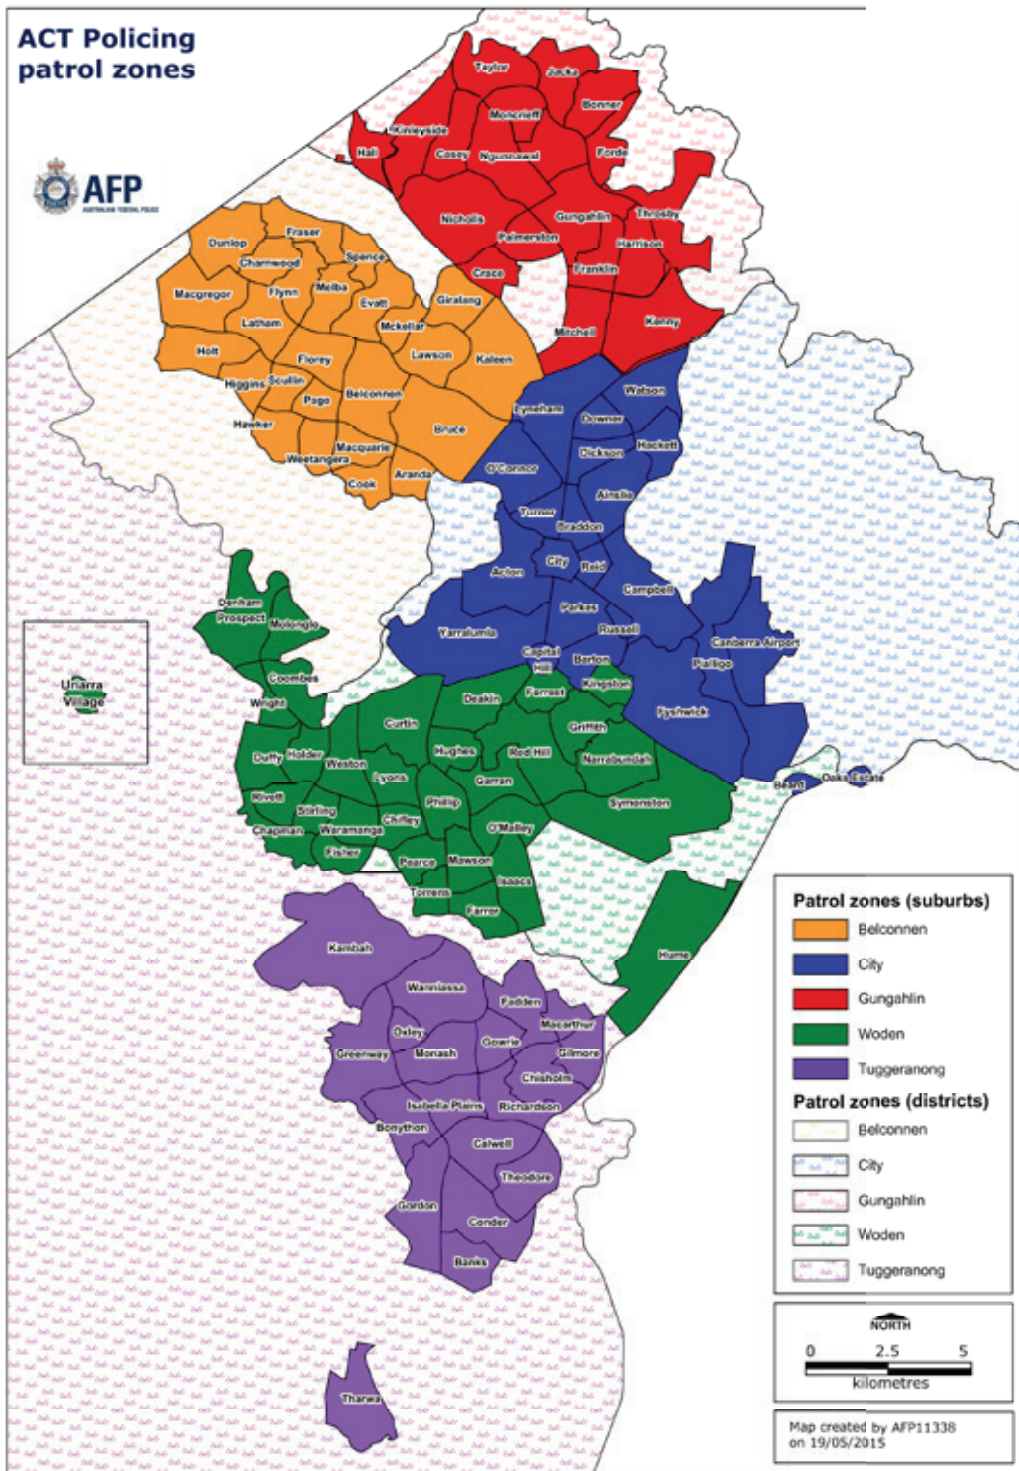 ACT Policing
patrol zones
AFP
AUSTRALIAN FEDERAL POLICE
Taylor
Jacka
Bonner
Moncrieff
Kinleyside
Hall
Casey
Ngunnawal
Forde
Nicholls
Gungahlin
Throsby
Palmerston
Harrison
Crace
Franklin
Mitchell
Kenny
Dunlop
Fraser
Charnwood
Spence
Macgregor
Flynn
Melba
Evatt
Giralang
Latham
Mckellar
Holt
Florey
Lawson
Kaleen
Higgins
Scullin
Page
Belconnen
Hawker
Bruce
Macquarie
Weetangera
Cook
Aranda
Watson
Lyneham
Downer
Hackett
Dickson
O'Connor
Ainslie
Turner
Braddon
City
Reid
Acton
Campbell
Parkes
Russell
Yarralumla
Canberra Airport
Capital
Hill
Barton
Pialligo
Fyshwick
Beard
Oaks Estate
Denham
Prospect
Molonglo
Coombes
Wright
Uriarra
Village
Kingston
Deakin
Forrest
Curtin
Griffith
Duffy
Holder
Weston
Hughes
Red Hill
Narrabundah
Lyons
Garran
Rivett
Stirling
Phillip
Symonston
Chapman
Waramanga
Chifley
O'Malley
Fisher
Pearce
Mawson
Isaacs
Torrens
Farrer
Hume
Kambah
Wanniassa
Fadden
Macarthur
Oxley
Gowrie
Greenway
Monash
Gilmore
Chisholm
Isabella Plains
Richardson
Bonython
Calwell
Theodore
Gordon
Conder
Banks
Tharwa
Patrol zones (suburbs)
Belconnen
City
Gungahlin
Woden
Tuggeranong
Patrol zones (districts)
Belconnen
City
Gungahlin
Woden
Tuggeranong
NORTH
0 2.5 5
kilometres
Map created by AFP11338
on 19/05/2015